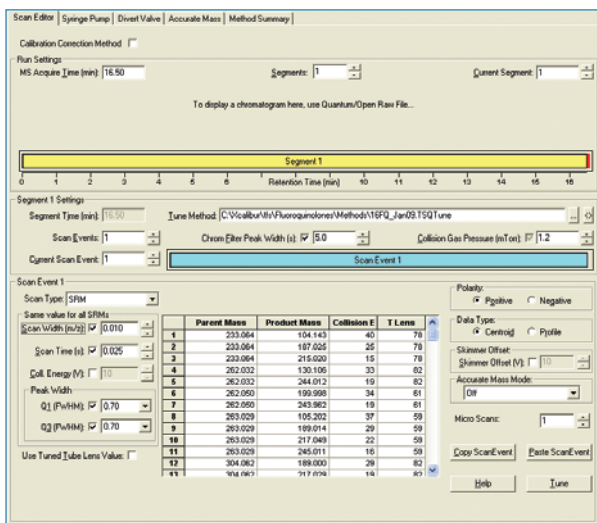 Scan Editor | Syringe Pump | Divert Valve | Accurate Mass | Method Summary
Calibration Correction Method
Run Settings
MS Acquire Time (min): 16.50 Segments: 1 Current Segment: 1
To display a chromatogram here, use Quantum/Open Raw File...
Segment 1
0 1 2 3 4 5 6 Retention Time (min) 10 11 12 13 14 15 16
Segment 1 Settings
Segment Time (min): 16.50 Tune Method: C:\Xcalibur\tfs\Fluoroquinolones\Methods\16FQ_Jan09.TSQTune ...
Scan Events: 1 Chrom Filter Peak Width (s): 5.0 Collision Gas Pressure (mTorr): 1.2
Current Scan Event: 1 Scan Event 1
Scan Event 1
Scan Type: SRM
Same value for all SRMs
Scan Width (m/z): 0.010
Scan Time (s): 0.025
Coll. Energy (V): 10
Peak Width
Q1 (FWHM): 0.70
Q3 (FWHM): 0.70
Use Tuned Tube Lens Value:
Parent Mass Product Mass Collision E T Lens
1 233.064 104.143 40 78
2 233.064 187.025 25 78
3 233.064 215.020 15 78
4 262.032 130.106 33 82
5 262.032 244.012 19 82
6 262.050 199.998 34 61
7 262.050 243.962 19 61
8 263.029 105.202 37 59
9 263.029 189.014 29 59
10 263.029 217.049 22 59
11 263.029 245.011 16 59
12 304.062 189.000 29 82
13 304.062 217.029 19 82
Polarity:
Positive Negative
Data Type:
Centroid Profile
Skimmer Offset:
Skimmer Offset (V): 10
Accurate Mass Mode:
Off
Micro Scans: 1
Copy ScanEvent Paste ScanEvent
Help Tune